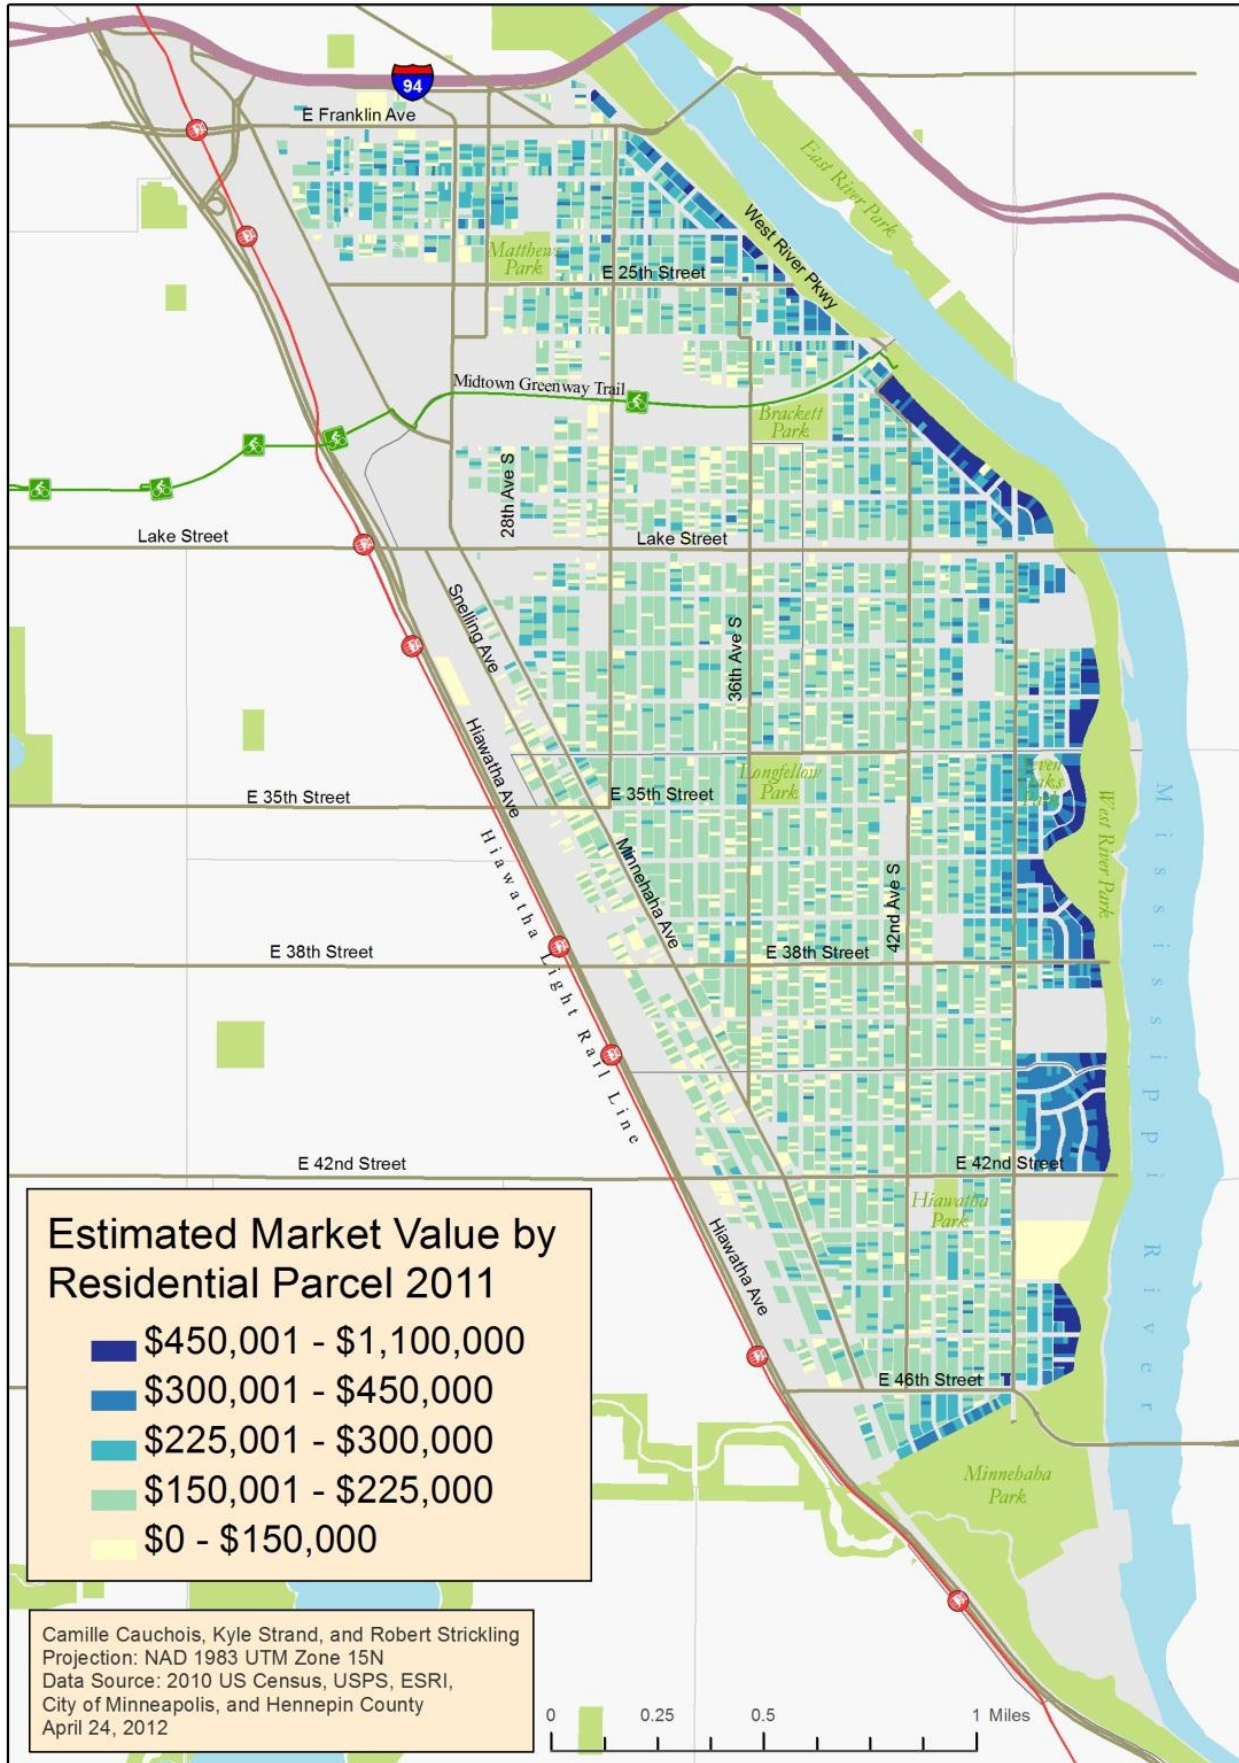 94
E Franklin Ave
East River Park
West River Pkwy
Matthews
Park
E 25th Street
Midtown Greenway Trail
Brackett
Park
28th Ave S
Lake Street
Lake Street
Snelling Ave
36th Ave S
Hiawatha Ave
Longfellow
Park
E 35th Street
E 35th Street
West River Park
Mississippi River
Hiawatha Light Rail Line
Minnehaha Ave
42nd Ave S
E 38th Street
E 38th Street
E 42nd Street
E 42nd Street
Hiawatha
Park
Hiawatha Ave
E 46th Street
Minnehaha
Park
Estimated Market Value by
Residential Parcel 2011
$450,001 - $1,100,000
$300,001 - $450,000
$225,001 - $300,000
$150,001 - $225,000
$0 - $150,000
Camille Cauchois, Kyle Strand, and Robert Strickling
Projection: NAD 1983 UTM Zone 15N
Data Source: 2010 US Census, USPS, ESRI,
City of Minneapolis, and Hennepin County
April 24, 2012
0 0.25 0.5 1 Miles